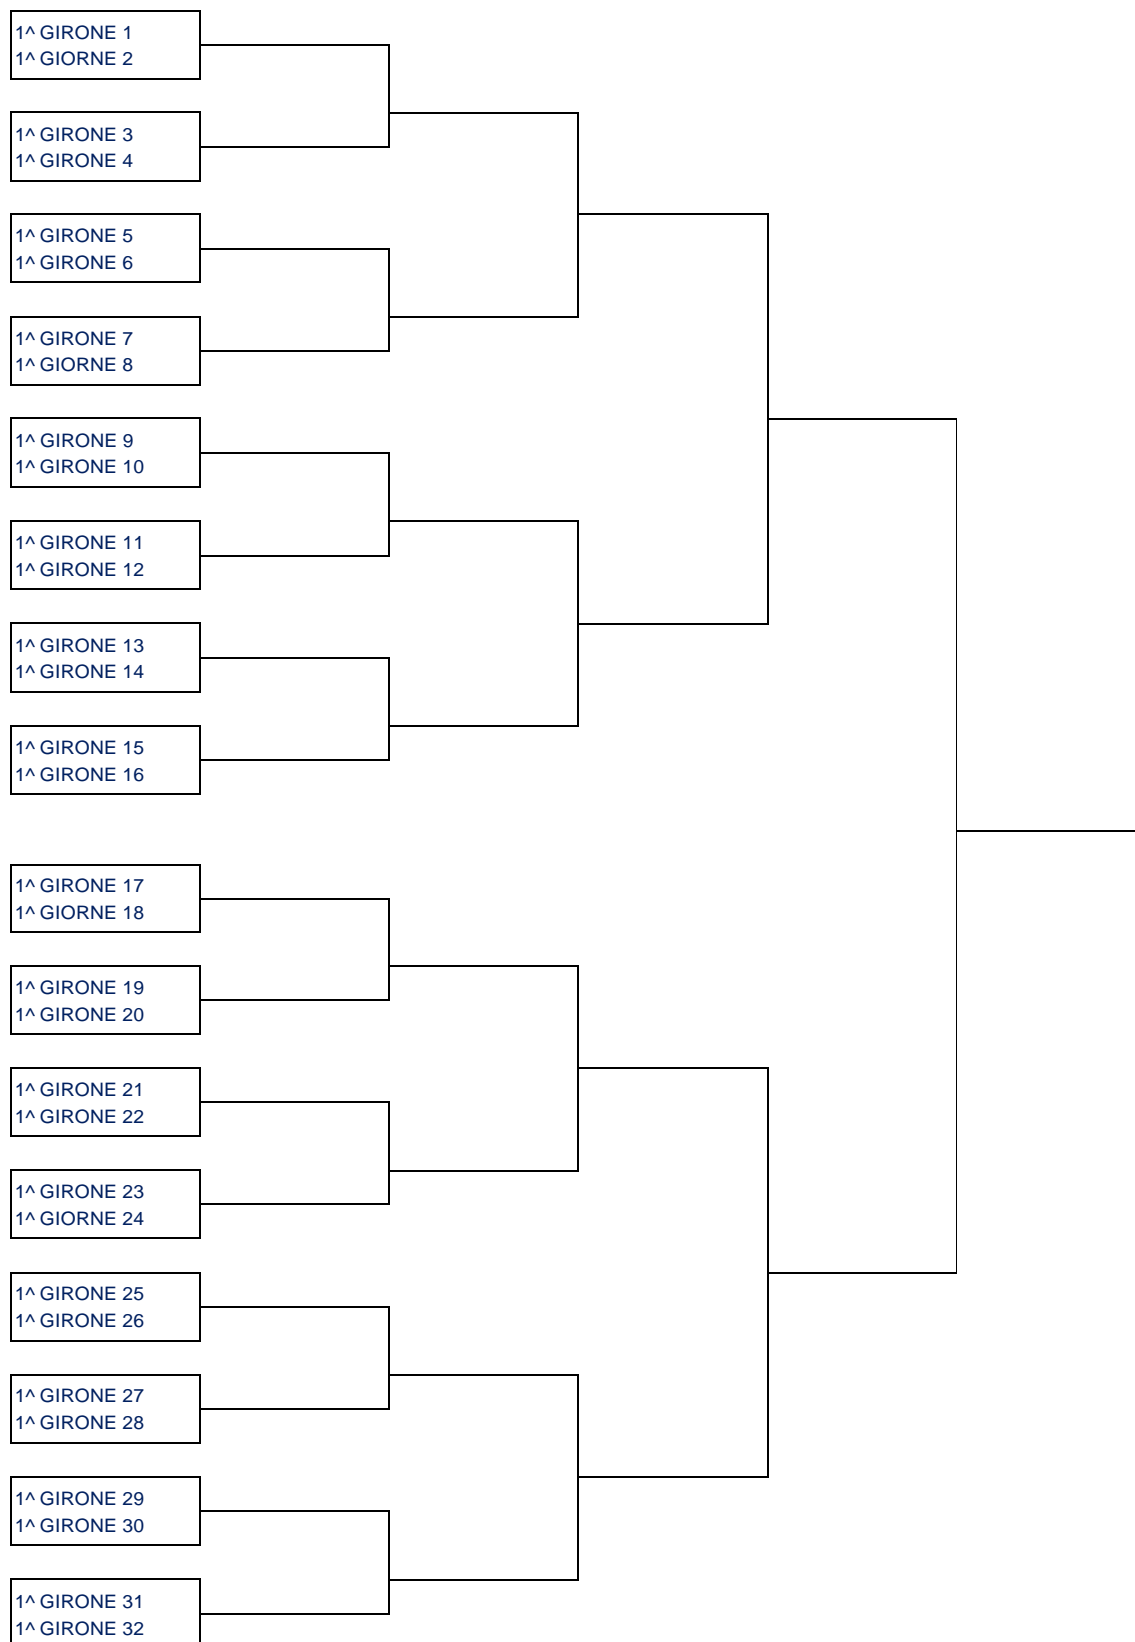 1^ GIRONE 1
1^ GIORNE 2
1^ GIRONE 3
1^ GIRONE 4
1^ GIRONE 5
1^ GIRONE 6
1^ GIRONE 7
1^ GIORNE 8
1^ GIRONE 9
1^ GIRONE 10
1^ GIRONE 11
1^ GIRONE 12
1^ GIRONE 13
1^ GIRONE 14
1^ GIRONE 15
1^ GIRONE 16
1^ GIRONE 17
1^ GIORNE 18
1^ GIRONE 19
1^ GIRONE 20
1^ GIRONE 21
1^ GIRONE 22
1^ GIRONE 23
1^ GIORNE 24
1^ GIRONE 25
1^ GIRONE 26
1^ GIRONE 27
1^ GIRONE 28
1^ GIRONE 29
1^ GIRONE 30
1^ GIRONE 31
1^ GIRONE 32